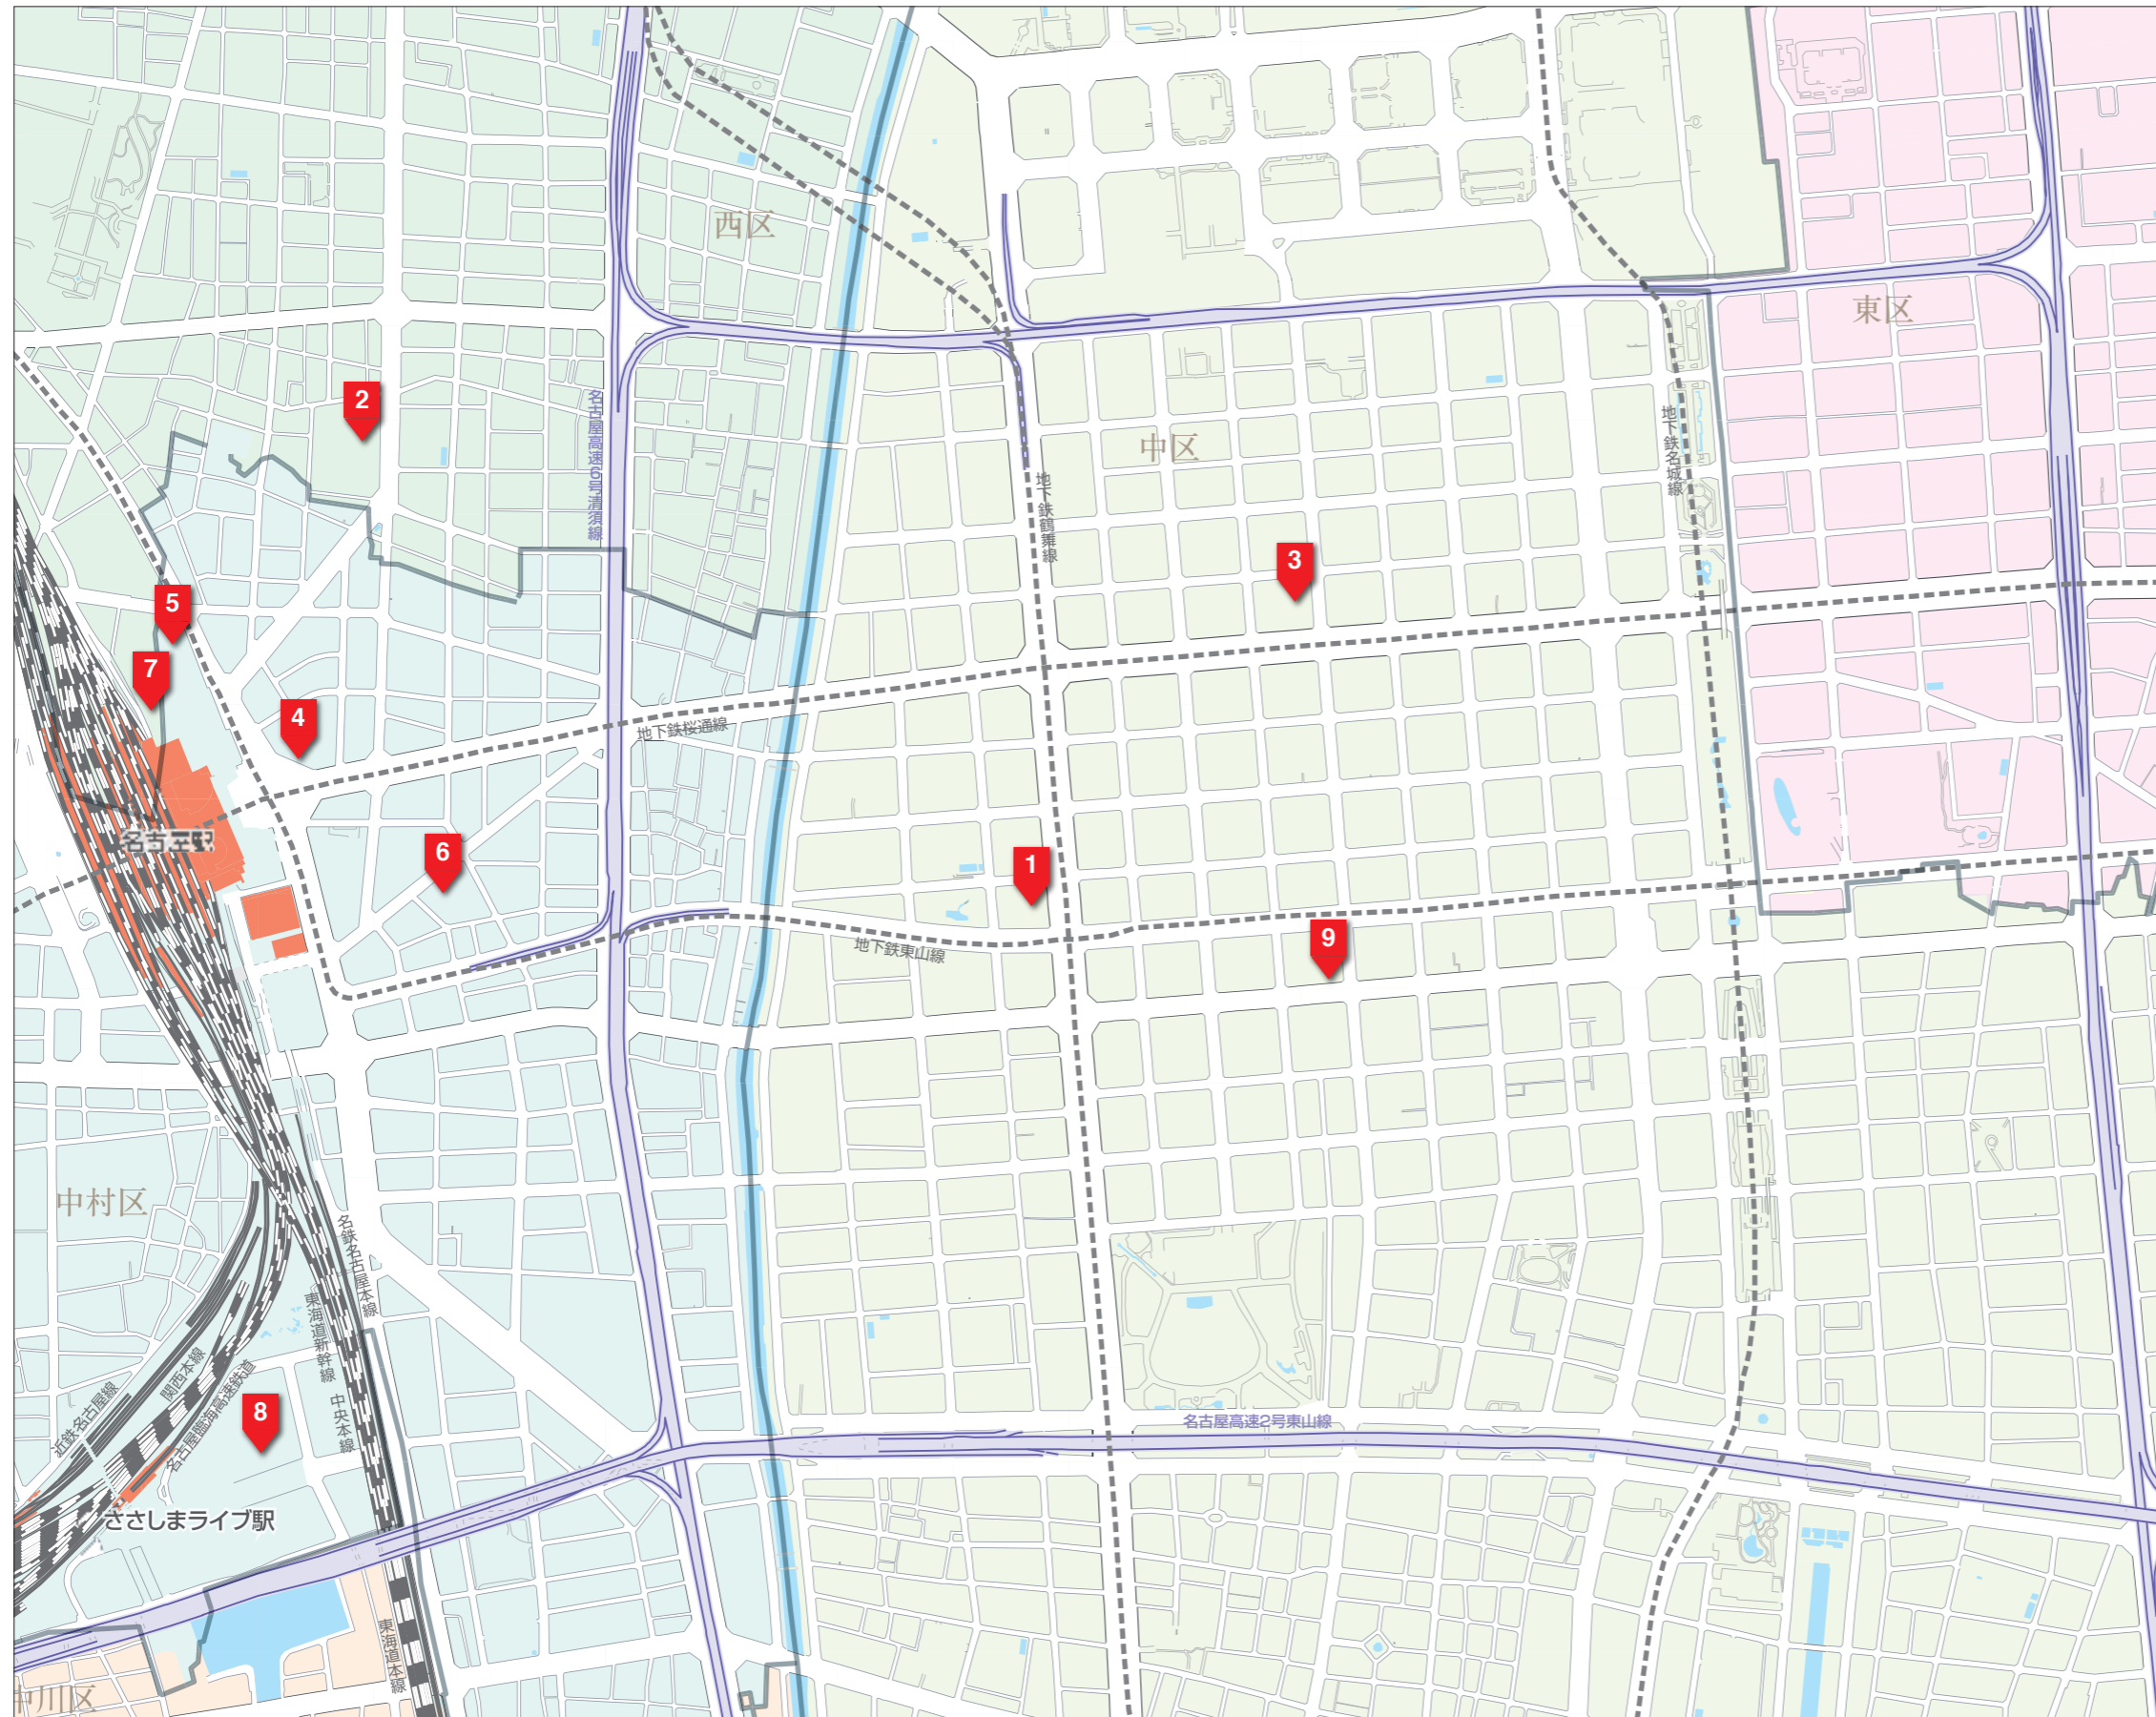 西区
東区
2
名古屋高速6号清須線
中区
地下鉄名城線
地下鉄鶴舞線
3
5
7
4
地下鉄桜通線
名古屋駅
6
1
9
地下鉄東山線
中村区
名鉄名古屋本線
東海道新幹線
関西本線
近鉄名古屋線
名古屋臨海高速鉄道
中央本線
8
名古屋高速2号東山線
ささしまライブ駅
東海道本線
中川区